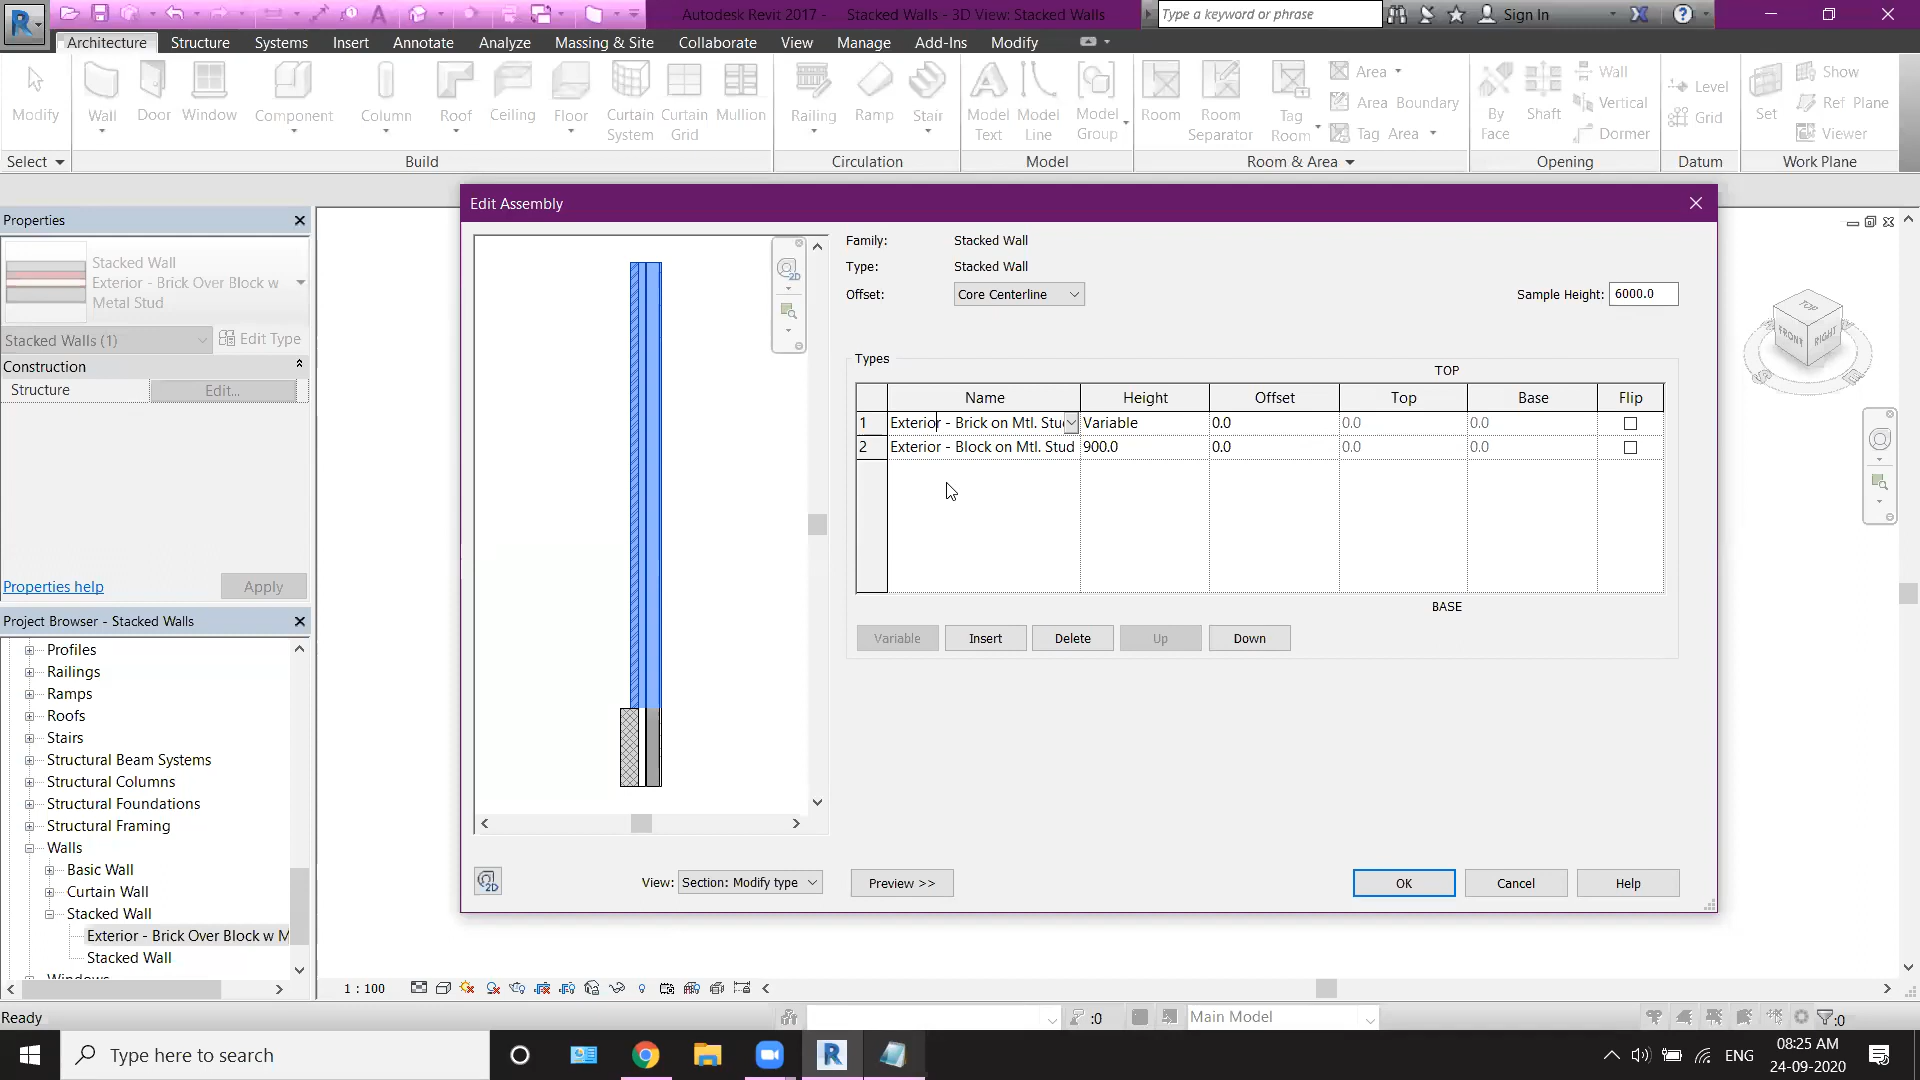 Autodesk Revit 2017 -    Stacked Walls - 3D View: Stacked Walls
Type a keyword or phrase
Sign In
Architecture Structure Systems Insert Annotate Analyze Massing & Site Collaborate View Manage Add-Ins Modify
Modify Wall Door Window Component Column Roof Ceiling Floor Curtain System Curtain Grid Mullion Railing Ramp Stair Model Text Model Line Model Group Room Room Separator Tag Room
Area
Area Boundary
Tag Area
By Face
Shaft
Wall
Vertical
Dormer
Level
Grid
Set
Show
Ref Plane
Viewer
Select Build Circulation Model Room & Area Opening Datum Work Plane
Properties
Stacked Wall
Exterior - Brick Over Block w
Metal Stud
Stacked Walls (1) Edit Type
Construction
Structure Edit...
Properties help Apply
Project Browser - Stacked Walls
Profiles
Railings
Ramps
Roofs
Stairs
Structural Beam Systems
Structural Columns
Structural Foundations
Structural Framing
Walls
Basic Wall
Curtain Wall
Stacked Wall
Exterior - Brick Over Block w M
Stacked Wall
Windows
Edit Assembly
Family: Stacked Wall
Type: Stacked Wall
Offset: Core Centerline
Sample Height: 6000.0
Types
TOP
Name Height Offset Top Base Flip
1 Exterior - Brick on Mtl. Stu Variable 0.0 0.0 0.0
2 Exterior - Block on Mtl. Stud 900.0 0.0 0.0 0.0
BASE
Variable Insert Delete Up Down
2D
View: Section: Modify type Preview >> OK Cancel Help
TOP
FRONT
RIGHT
1 : 100
Ready
:0
Main Model
:0
Type here to search
ENG
08:25 AM
24-09-2020